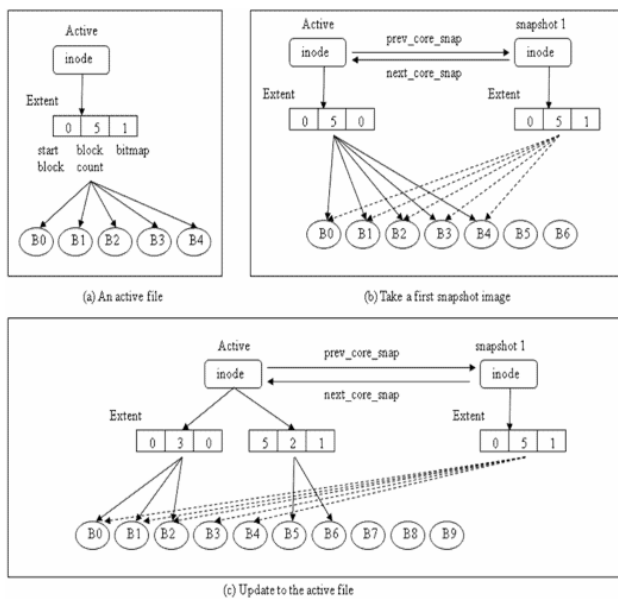 Active
inode
Extent
0 5 1
start block bitmap
block count
B0 B1 B2 B3 B4
(a) An active file
Active snapshot 1
inode prev_core_snap inode
next_core_snap
Extent Extent
0 5 0 0 5 1
B0 B1 B2 B3 B4 B5 B6
(b) Take a first snapshot image
Active snapshot 1
inode prev_core_snap inode
next_core_snap
Extent Extent
0 3 0 5 2 1 0 5 1
B0 B1 B2 B3 B4 B5 B6 B7 B8 B9
(c) Update to the active file